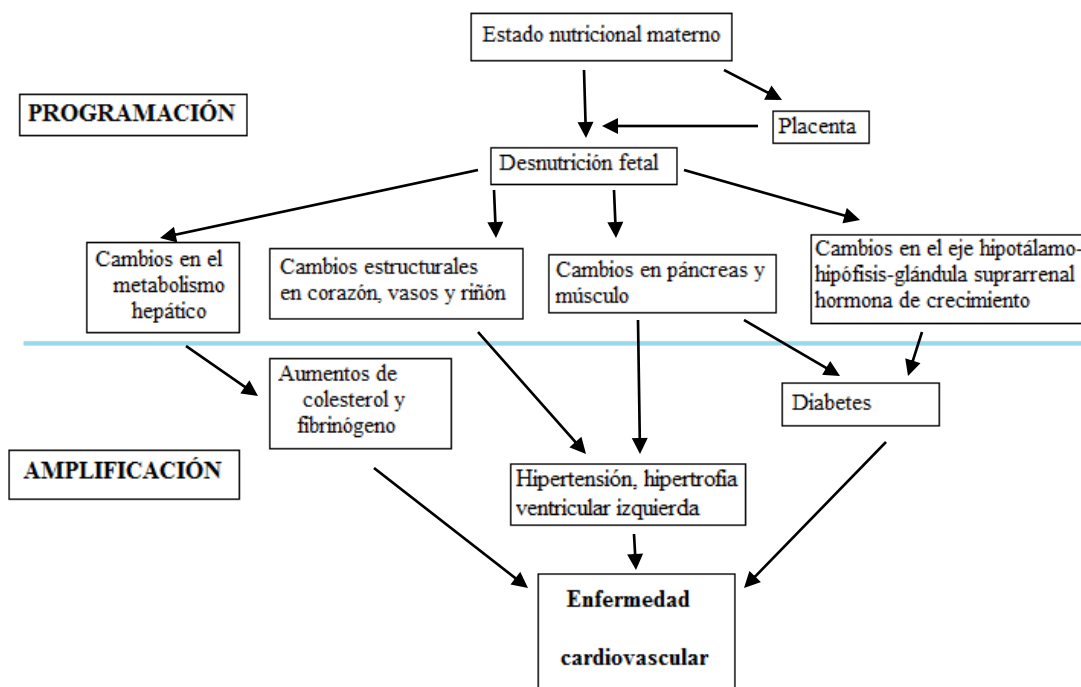 Estado nutricional materno
PROGRAMACIÓN
Placenta
Desnutrición fetal
Cambios en el
metabolismo
hepático
Cambios estructurales
en corazón, vasos y riñón
Cambios en páncreas y
músculo
Cambios en el eje hipotálamo-
hipófisis-glándula suprarrenal
hormona de crecimiento
Aumentos de
colesterol y
fibrinógeno
Diabetes
AMPLIFICACIÓN
Hipertensión, hipertrofia
ventricular izquierda
Enfermedad
cardiovascular